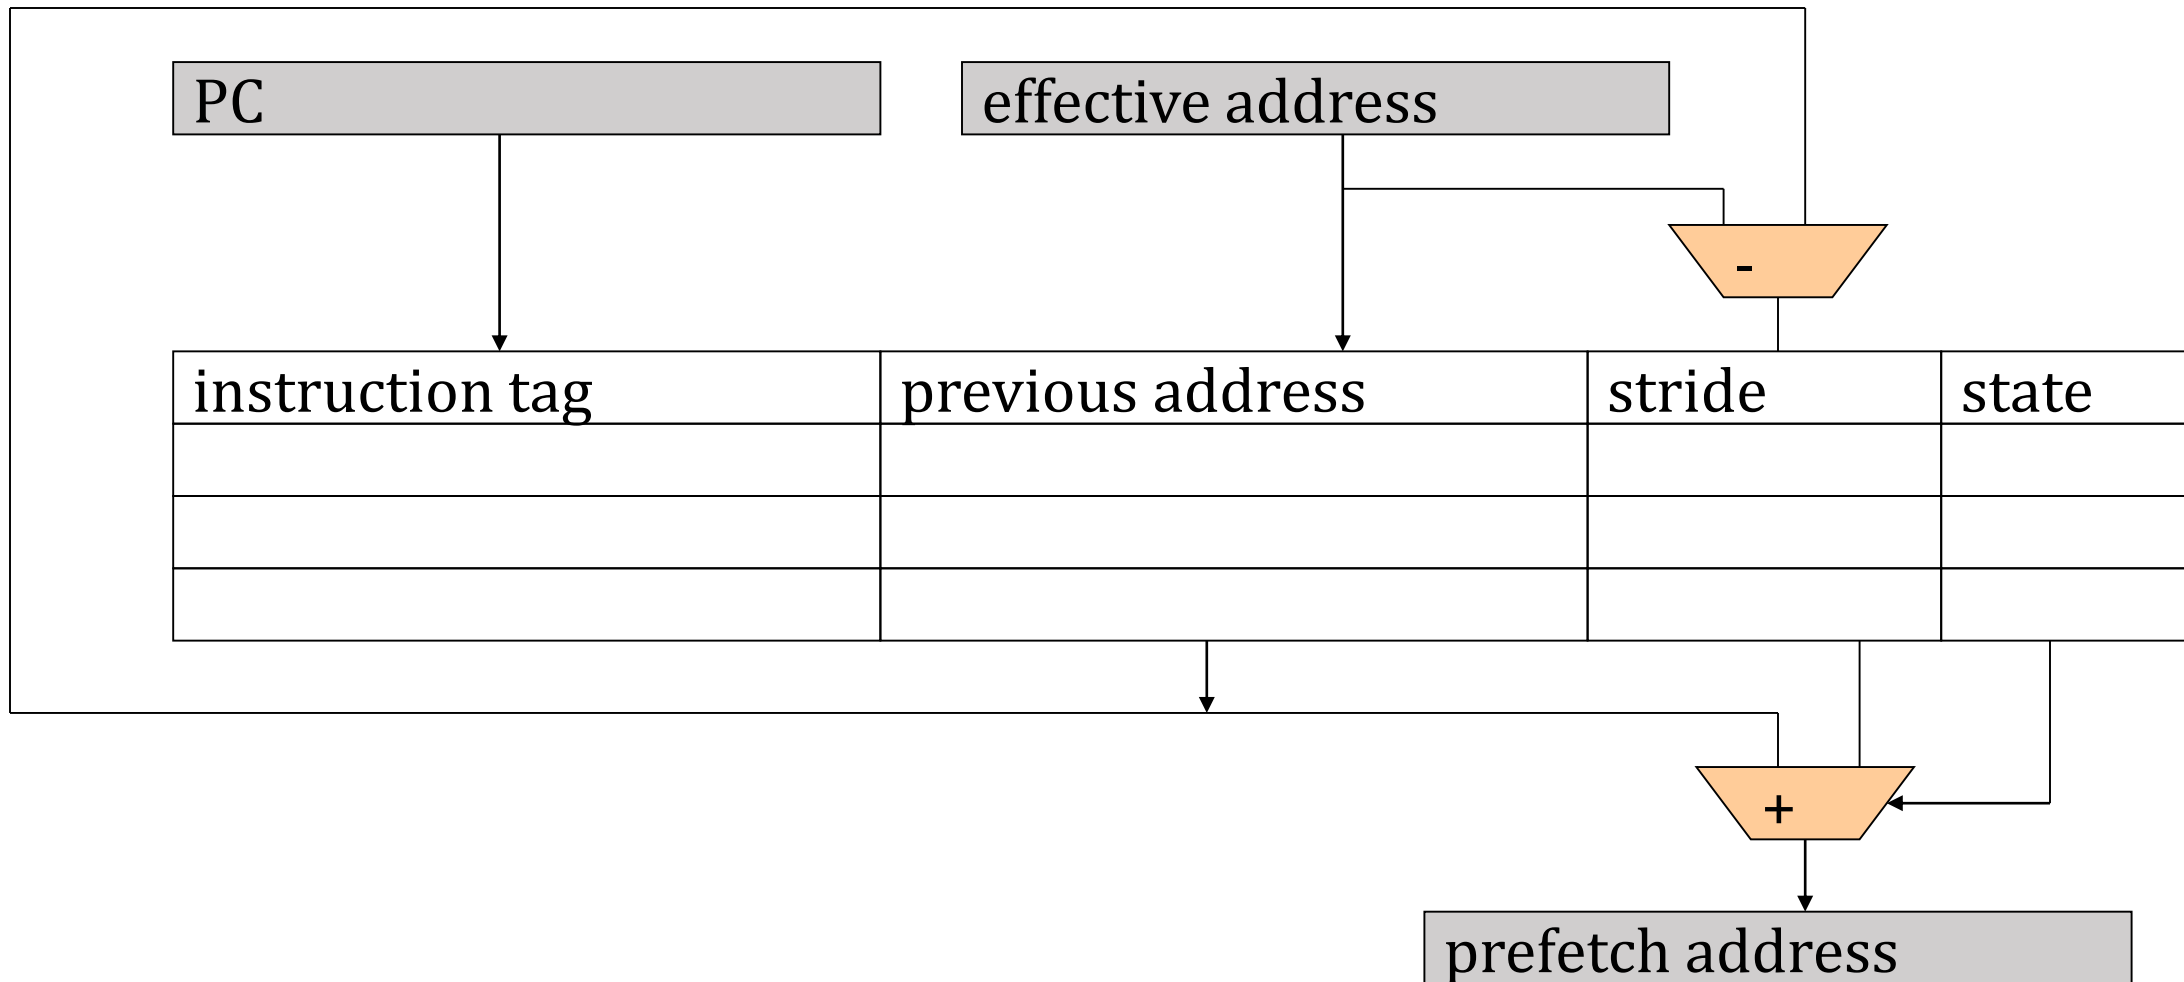 PC
effective address
-
instruction tag
previous address
stride
state
+
prefetch address